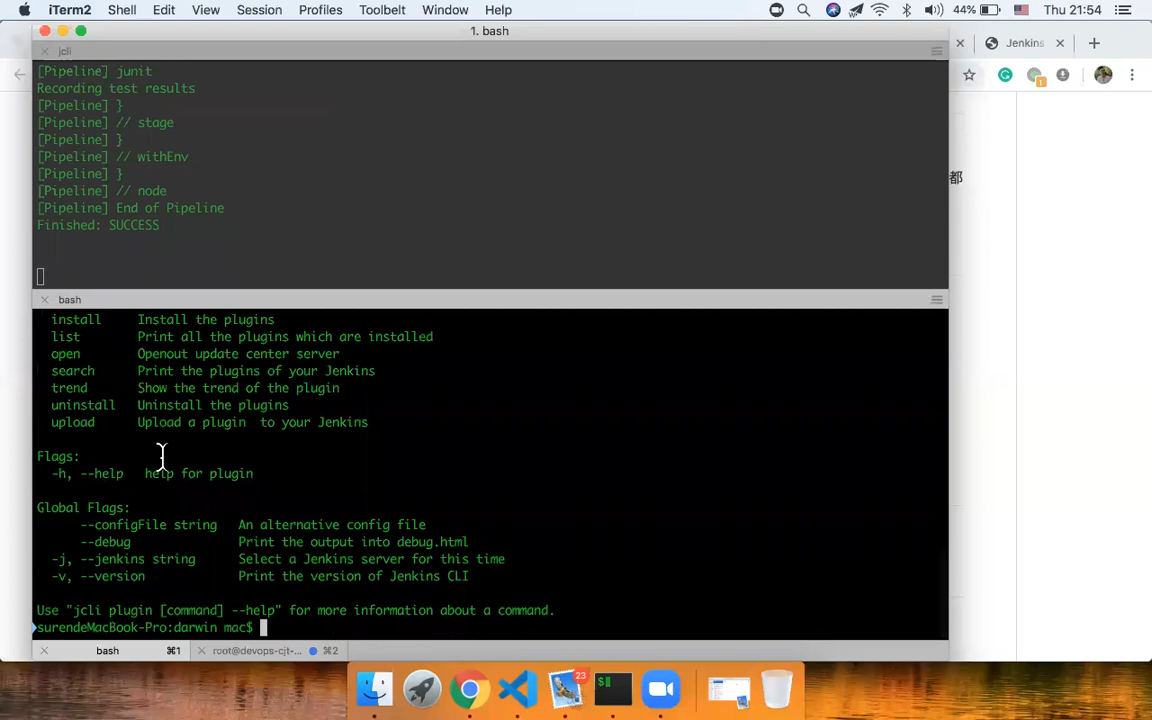 iTerm2 Shell Edit View Session Profiles Toolbelt Window Help 44% Thu 21:54
1. bash
Jenkins
jcli
[Pipeline] junit
Recording test results
[Pipeline] }
[Pipeline] // stage
[Pipeline] }
[Pipeline] // withEnv
[Pipeline] }
[Pipeline] // node
[Pipeline] End of Pipeline
Finished: SUCCESS
都
bash
install Install the plugins
list Print all the plugins which are installed
open Openout update center server
search Print the plugins of your Jenkins
trend Show the trend of the plugin
uninstall Uninstall the plugins
upload Upload a plugin  to your Jenkins
Flags:
-h, --help help for plugin
Global Flags:
--configFile string An alternative config file
--debug Print the output into debug.html
-j, --jenkins string Select a Jenkins server for this time
-v, --version Print the version of Jenkins CLI
Use "jcli plugin [command] --help" for more information about a command.
surendeMacBook-Pro:darwin mac$
bash ⌘1 root@devops-cjt-... ⌘2
23